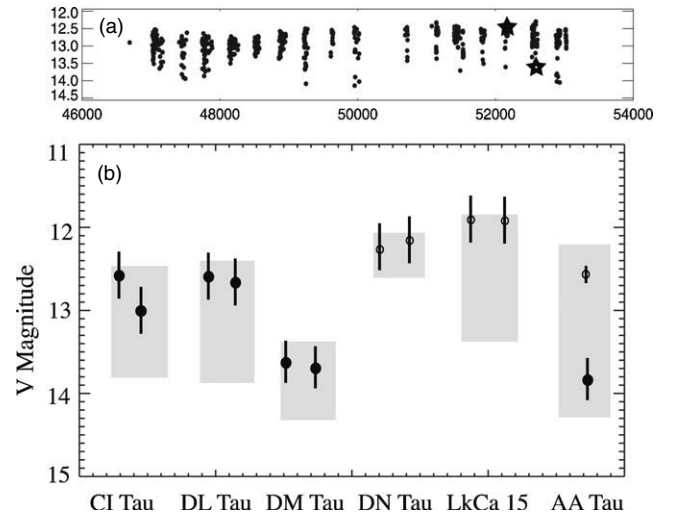 (a)
12.0
12.5
13.0
13.5
14.0
14.5
46000 48000 50000 52000 54000
(b)
V Magnitude
11
12
13
14
15
CI Tau DL Tau DM Tau DN Tau LkCa 15 AA Tau